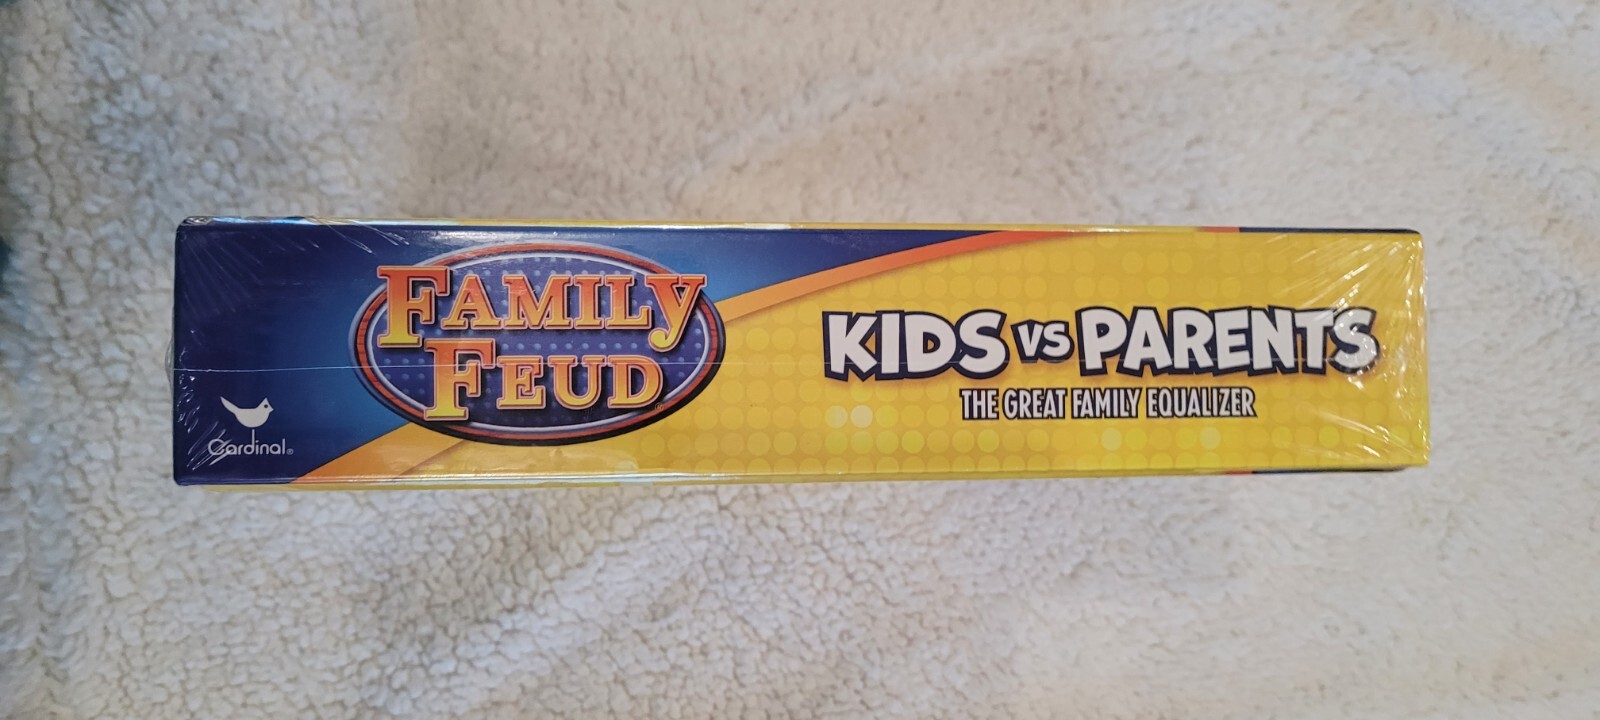 FAMILY
FEUD
KIDS VS PARENTS
THE GREAT FAMILY EQUALIZER
Cardinal®